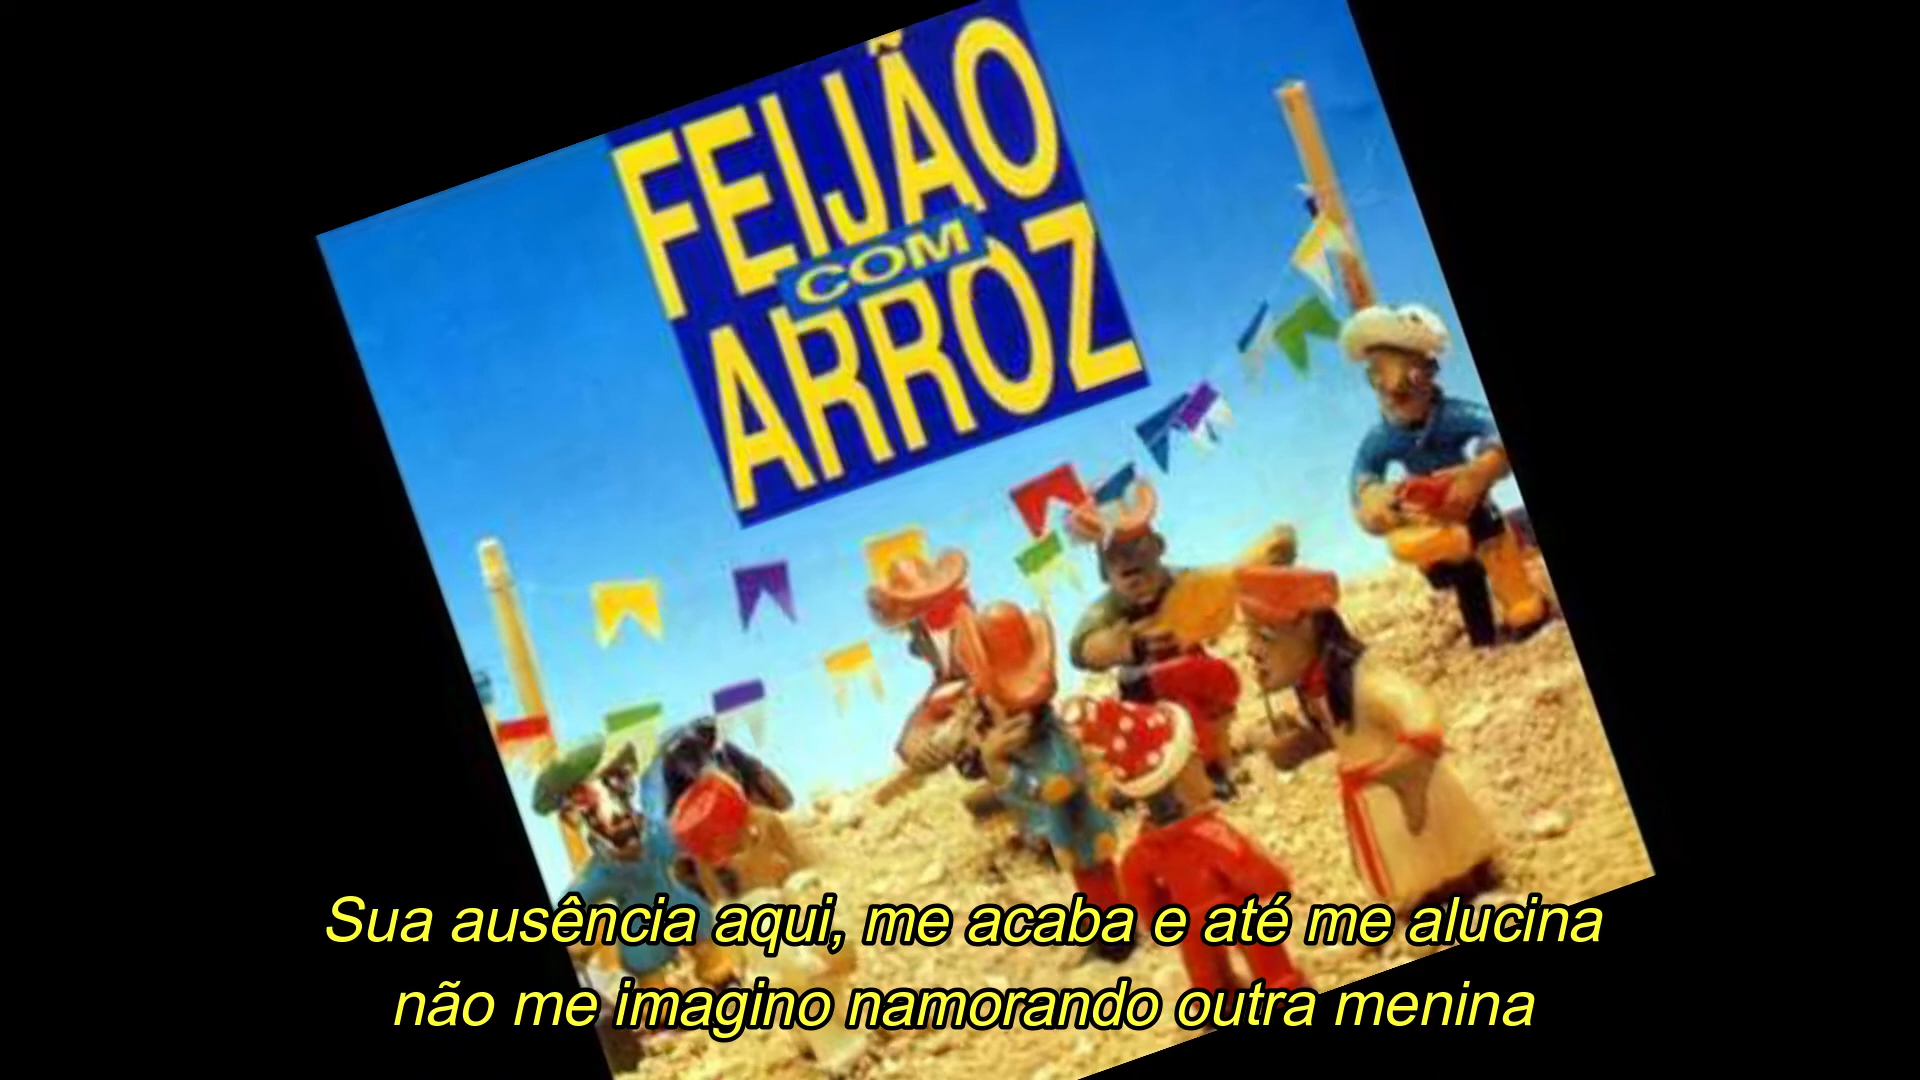 FEIJÃO
COM
ARROZ
Sua ausência aqui, me acaba e até me alucina
não me imagino namorando outra menina